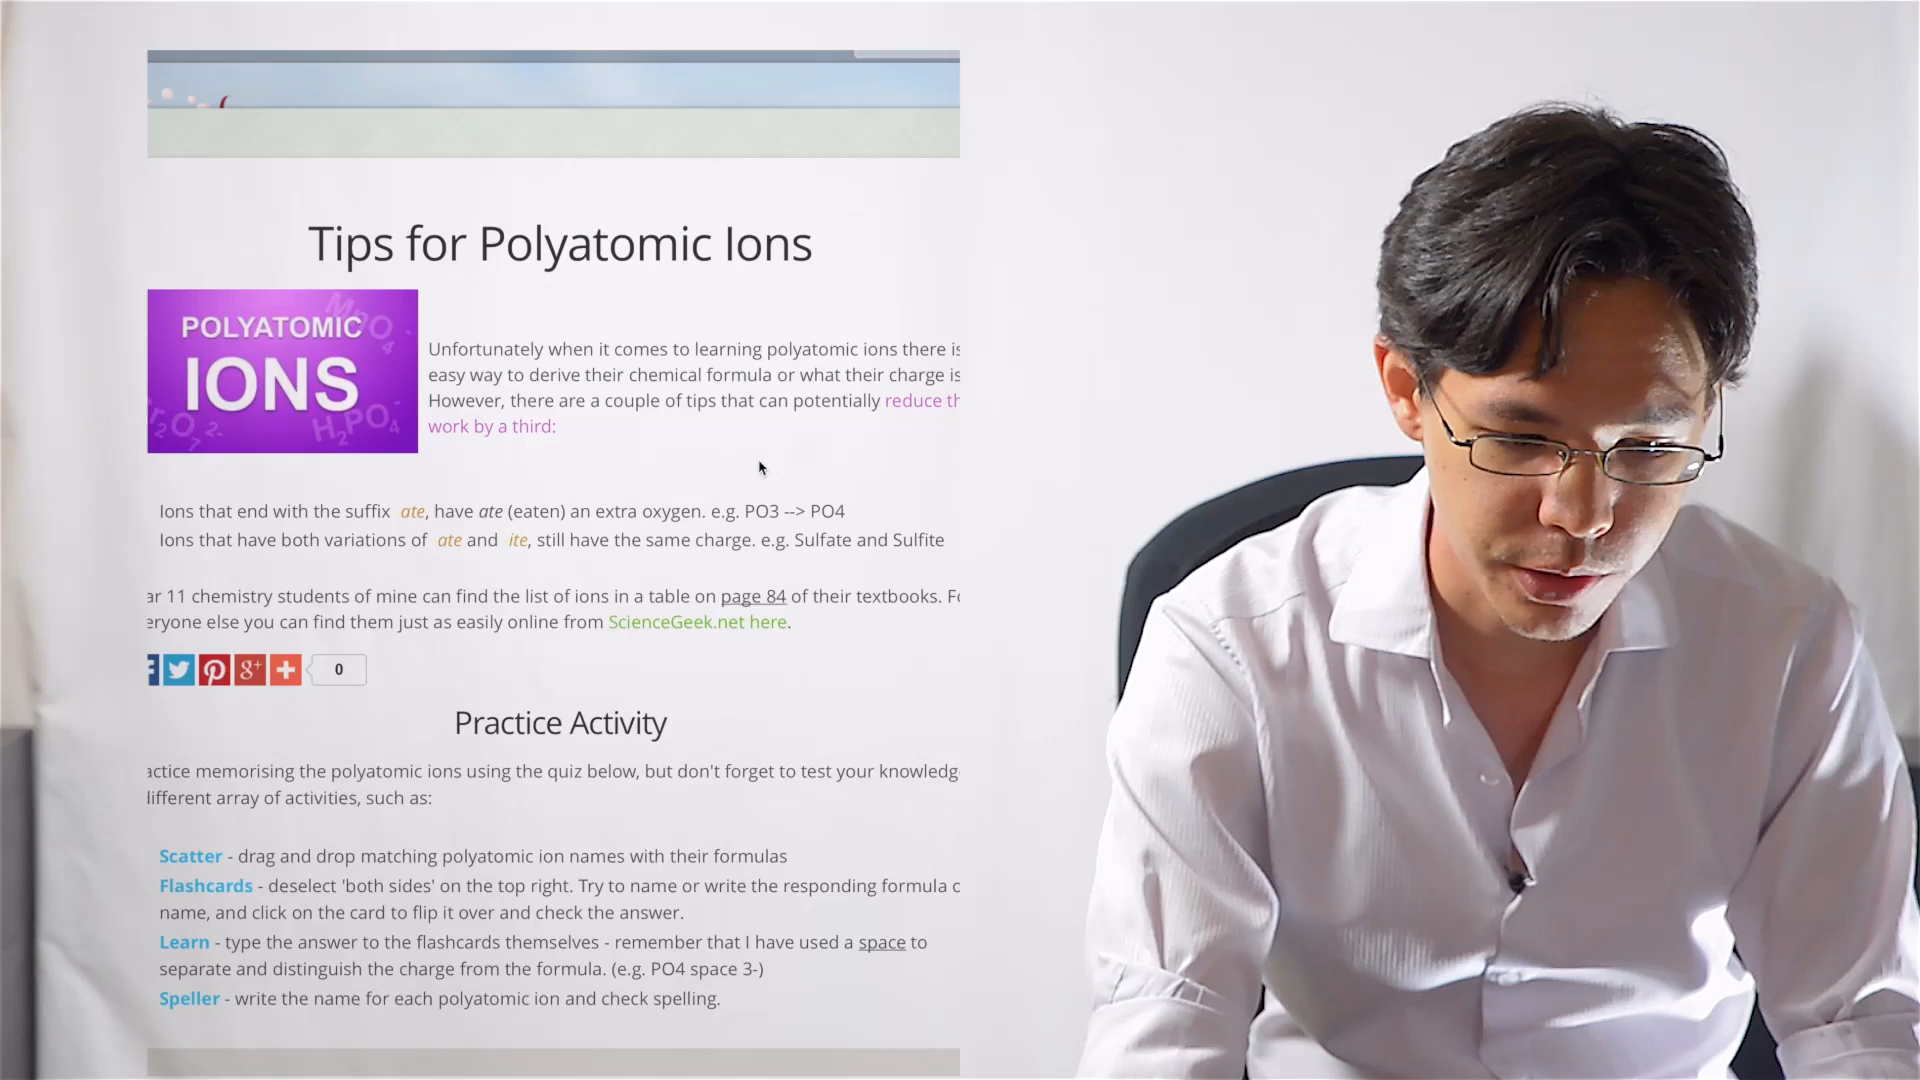 Tips for Polyatomic Ions
POLYATOMIC
IONS
MnO4
Cr2O7 2-
H2PO4
Unfortunately when it comes to learning polyatomic ions there is
easy way to derive their chemical formula or what their charge is
However, there are a couple of tips that can potentially reduce th
work by a third:
Ions that end with the suffix ate, have ate (eaten) an extra oxygen. e.g. PO3 --> PO4
Ions that have both variations of ate and ite, still have the same charge. e.g. Sulfate and Sulfite
ar 11 chemistry students of mine can find the list of ions in a table on page 84 of their textbooks. Fo
eryone else you can find them just as easily online from ScienceGeek.net here.
g+ 0
Practice Activity
actice memorising the polyatomic ions using the quiz below, but don't forget to test your knowledg
different array of activities, such as:
Scatter - drag and drop matching polyatomic ion names with their formulas
Flashcards - deselect 'both sides' on the top right. Try to name or write the responding formula o
name, and click on the card to flip it over and check the answer.
Learn - type the answer to the flashcards themselves - remember that I have used a space to
separate and distinguish the charge from the formula. (e.g. PO4 space 3-)
Speller - write the name for each polyatomic ion and check spelling.